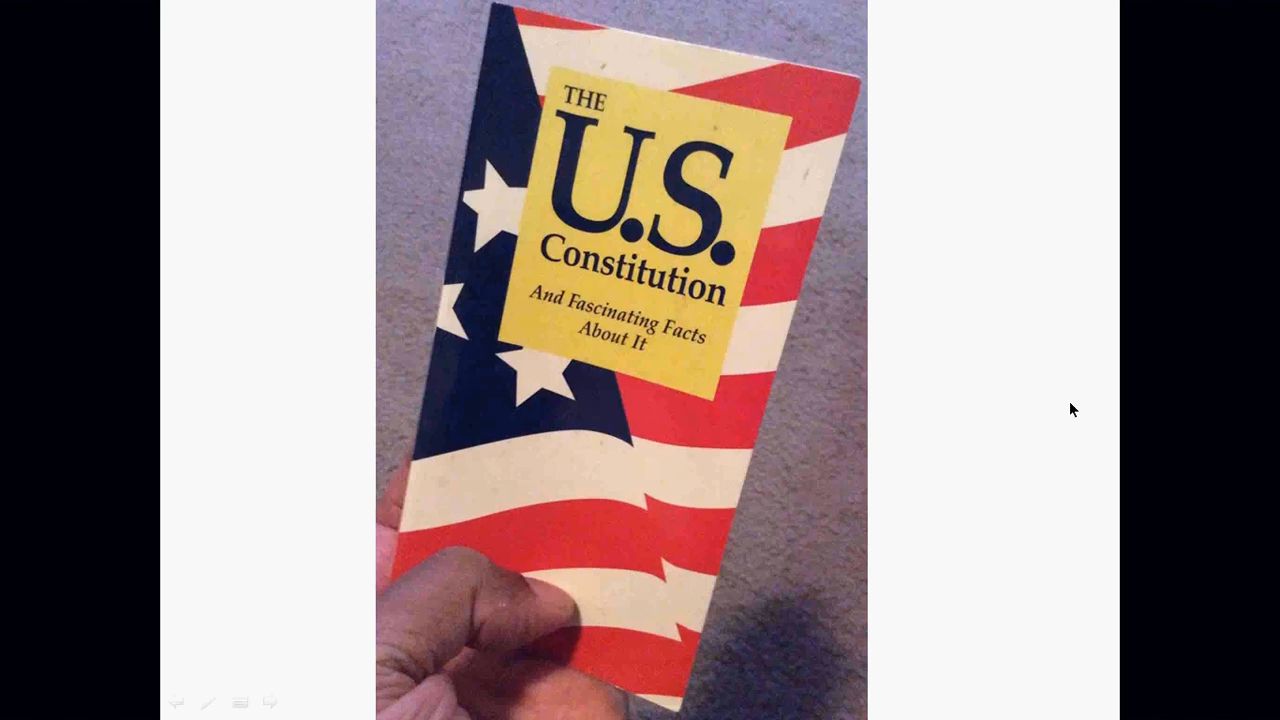 THE
U.S.
Constitution
And Fascinating Facts
About It